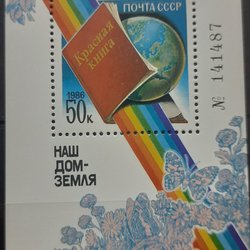 ПОЧТА СССР
Красная
книга
1986
50к
№ 141487
НАШ
ДОМ-
ЗЕМЛЯ